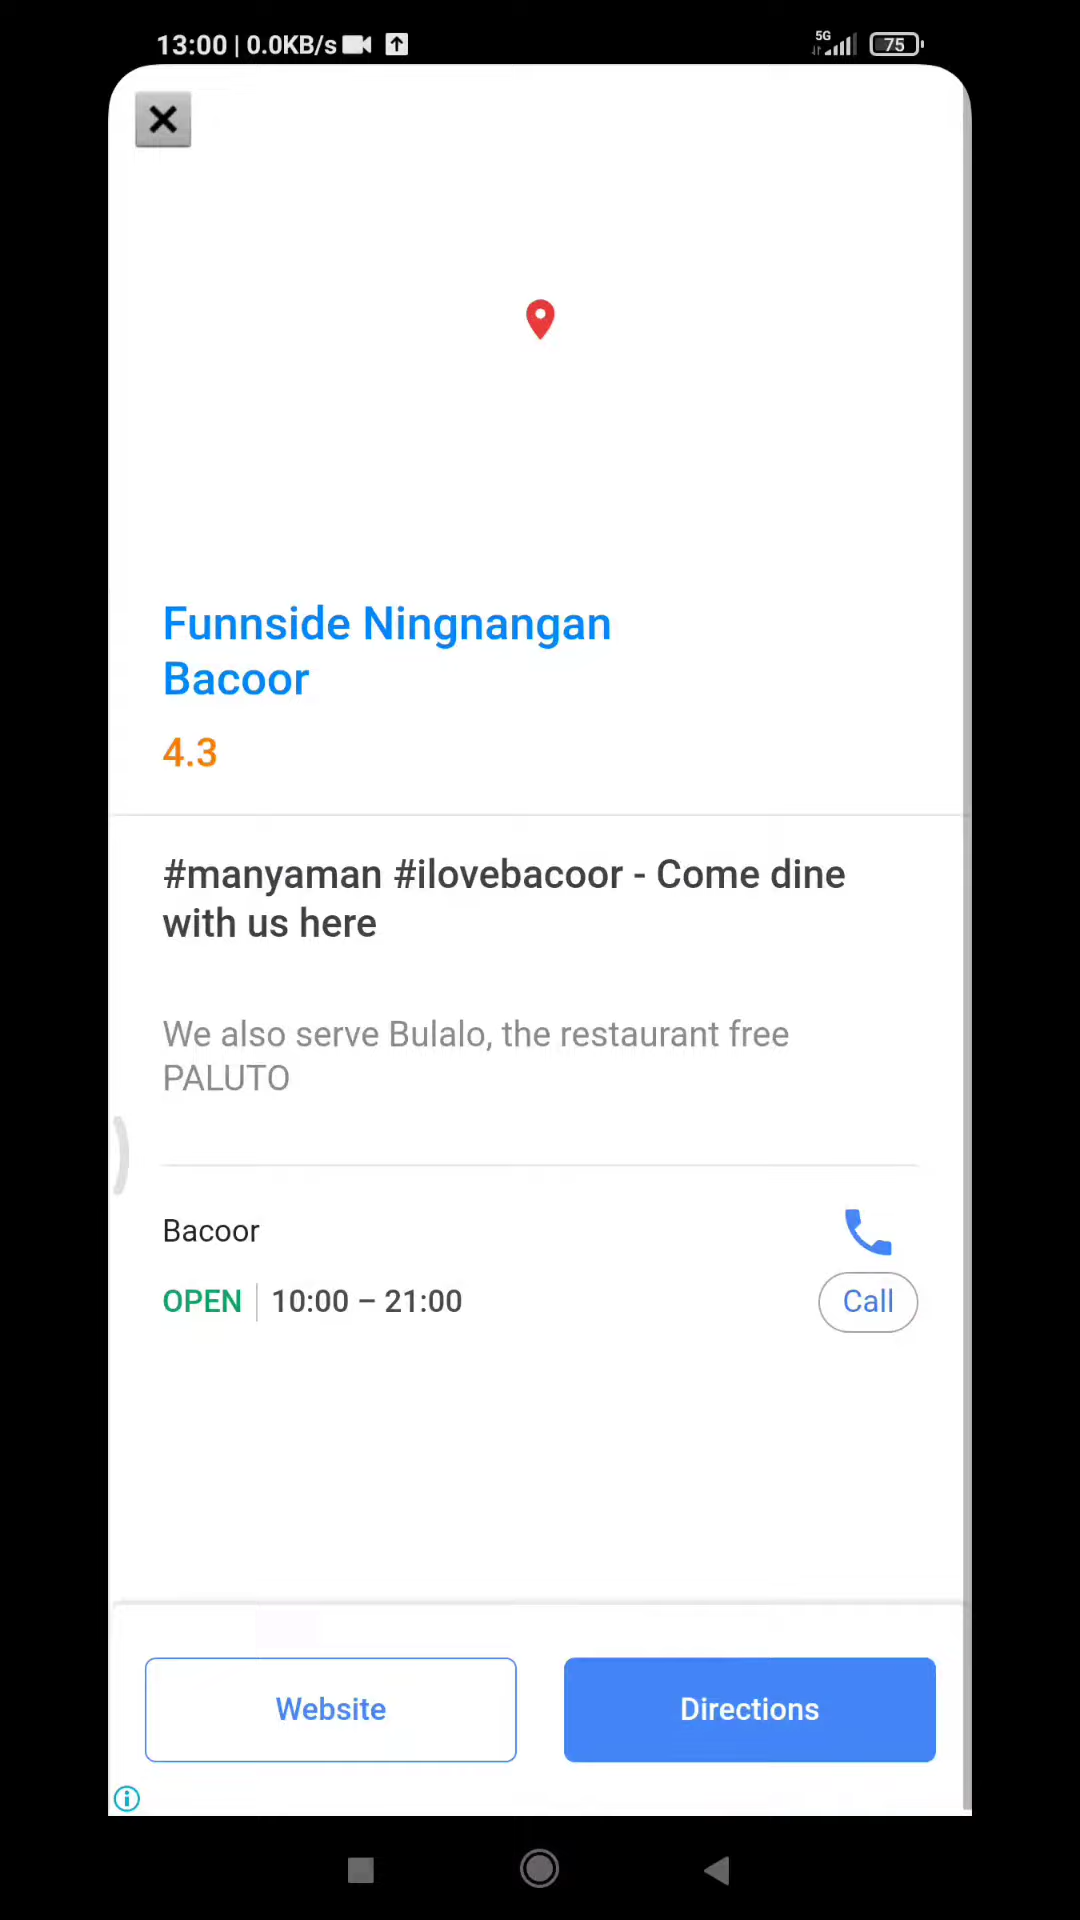 13:00 | 0.0KB/s
5G
75
Funnside Ningnangan
Bacoor
4.3
#manyaman #ilovebacoor - Come dine
with us here
We also serve Bulalo, the restaurant free
PALUTO
Bacoor
OPEN | 10:00 – 21:00
Call
Website
Directions